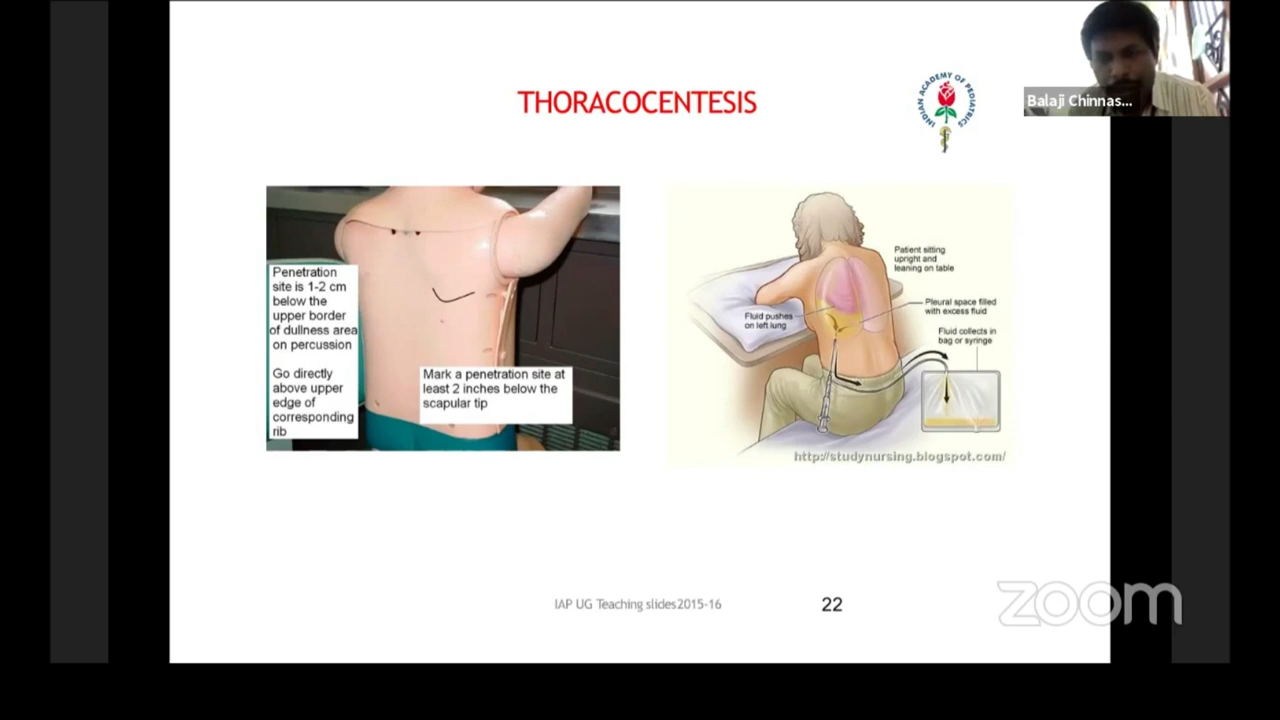 THORACOCENTESIS
INDIAN ACADEMY OF PEDIATRICS
Balaji Chinnas...
Penetration
site is 1-2 cm
below the
upper border
of dullness area
on percussion
Go directly
above upper
edge of
corresponding
rib
Mark a penetration site at
least 2 inches below the
scapular tip
Patient sitting
upright and
leaning on table
Pleural space filled
with excess fluid
Fluid pushes
on left lung
Fluid collects in
bag or syringe
http://studynursing.blogspot.com/
IAP UG Teaching slides2015-16
22
zoom